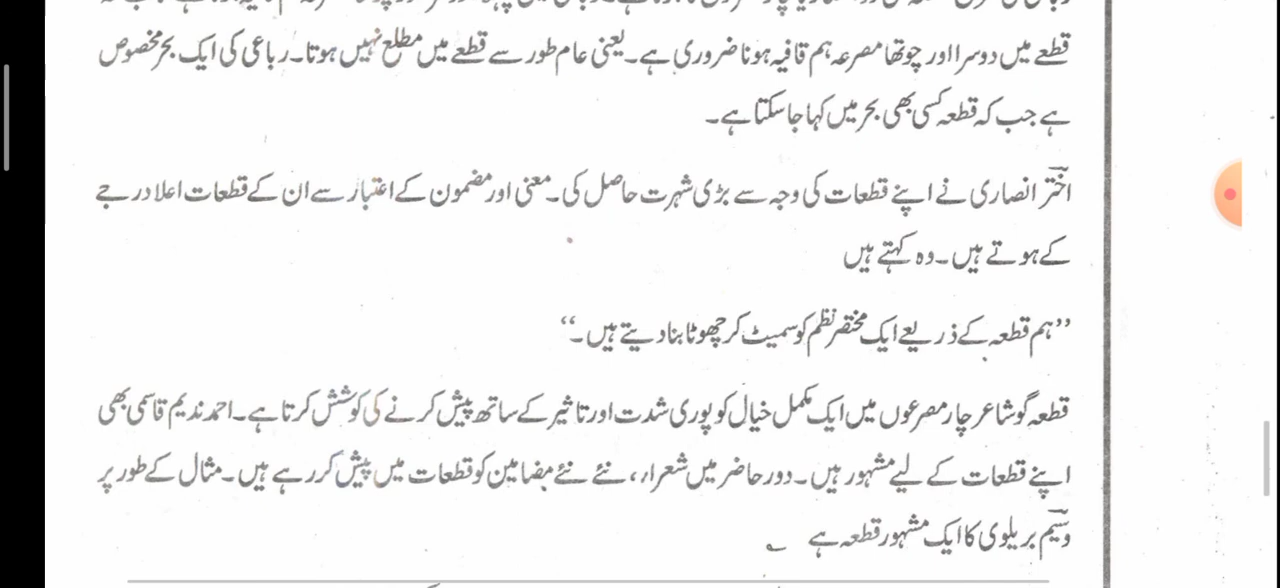 قطعے میں دوسرا اور چوتھا مصرعہ ہم قافیہ ہونا ضروری ہے۔ یعنی عام طور سے قطعے میں مطلع نہیں ہوتا۔ رباعی کی ایک بحر مخصوص
ہے جب کہ قطعہ کسی بھی بحر میں کہا جا سکتا ہے۔
اختر انصاری نے اپنے قطعات کی وجہ سے بڑی شہرت حاصل کی۔ معنی اور مضمون کے اعتبار سے ان کے قطعات اعلا درجے
کے ہوتے ہیں۔ وہ کہتے ہیں
”ہم قطعہ کے ذریعے ایک مختصر نظم کو سمیٹ کر چھوٹا بنا دیتے ہیں۔“
قطعہ گو شاعر چار مصرعوں میں ایک مکمل خیال کو پوری شدت اور تاثیر کے ساتھ پیش کرنے کی کوشش کرتا ہے۔ احمد ندیم قاسمی بھی
اپنے قطعات کے لیے مشہور ہیں۔ دور حاضر میں شعراء، نئے نئے مضامین کو قطعات میں پیش کر رہے ہیں۔ مثال کے طور پر
وسیم بریلوی کا ایک مشہور قطعہ ہے ؎